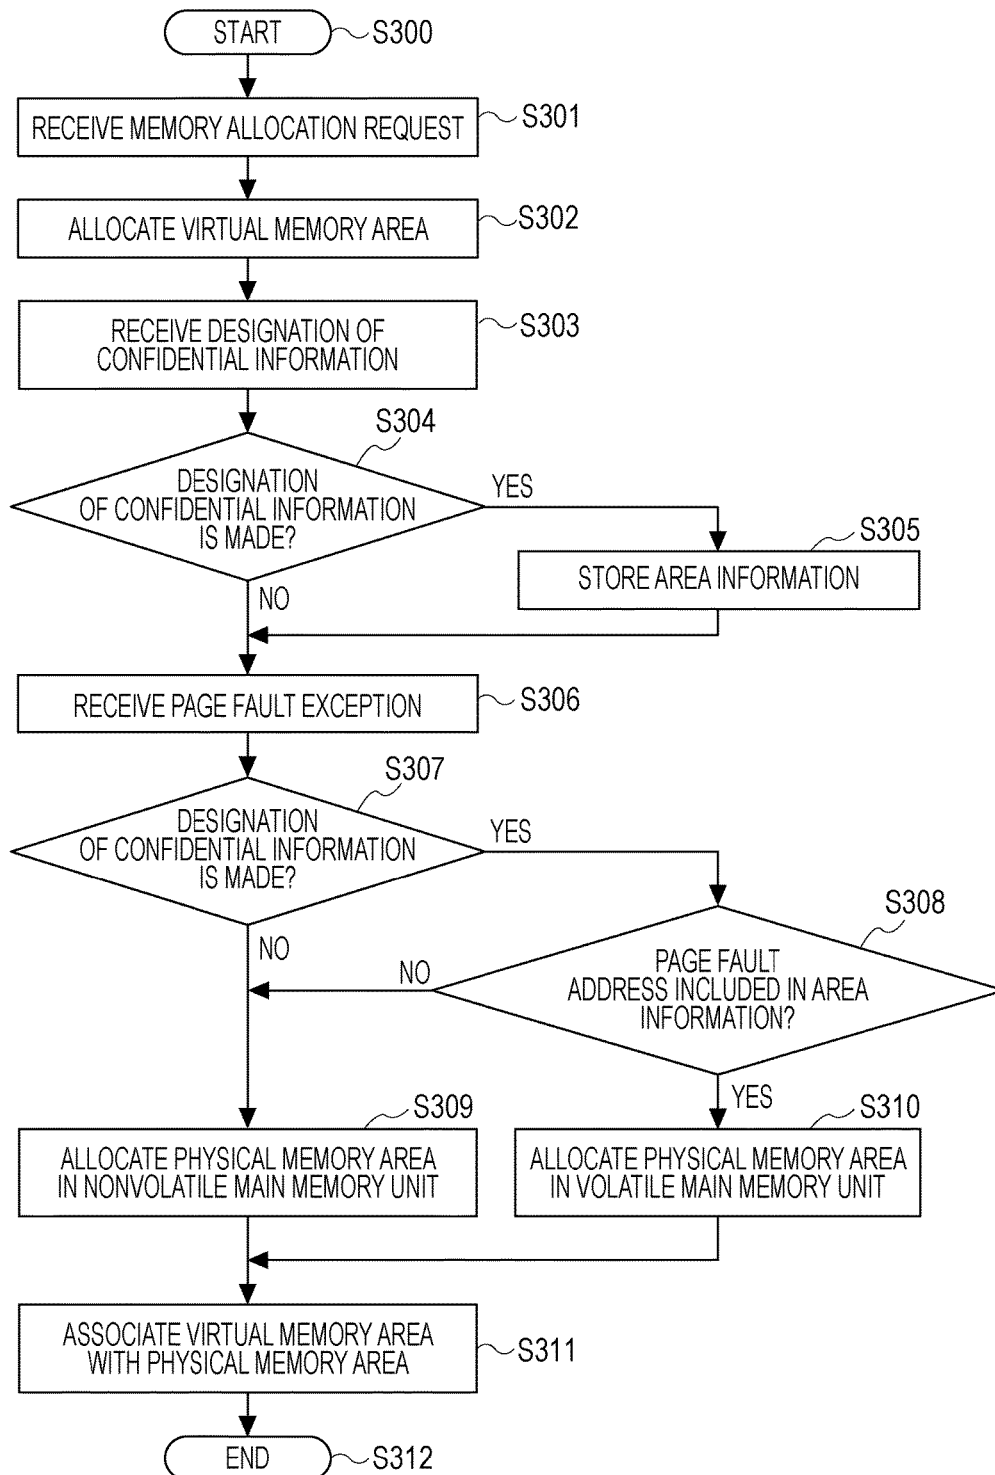 START
S300
RECEIVE MEMORY ALLOCATION REQUEST
S301
ALLOCATE VIRTUAL MEMORY AREA
S302
RECEIVE DESIGNATION OF
CONFIDENTIAL INFORMATION
S303
S304
DESIGNATION
OF CONFIDENTIAL INFORMATION
IS MADE?
YES
NO
S305
STORE AREA INFORMATION
RECEIVE PAGE FAULT EXCEPTION
S306
S307
DESIGNATION
OF CONFIDENTIAL INFORMATION
IS MADE?
YES
NO
S308
PAGE FAULT
ADDRESS INCLUDED IN AREA
INFORMATION?
NO
YES
S309
ALLOCATE PHYSICAL MEMORY AREA
IN NONVOLATILE MAIN MEMORY UNIT
S310
ALLOCATE PHYSICAL MEMORY AREA
IN VOLATILE MAIN MEMORY UNIT
ASSOCIATE VIRTUAL MEMORY AREA
WITH PHYSICAL MEMORY AREA
S311
END
S312